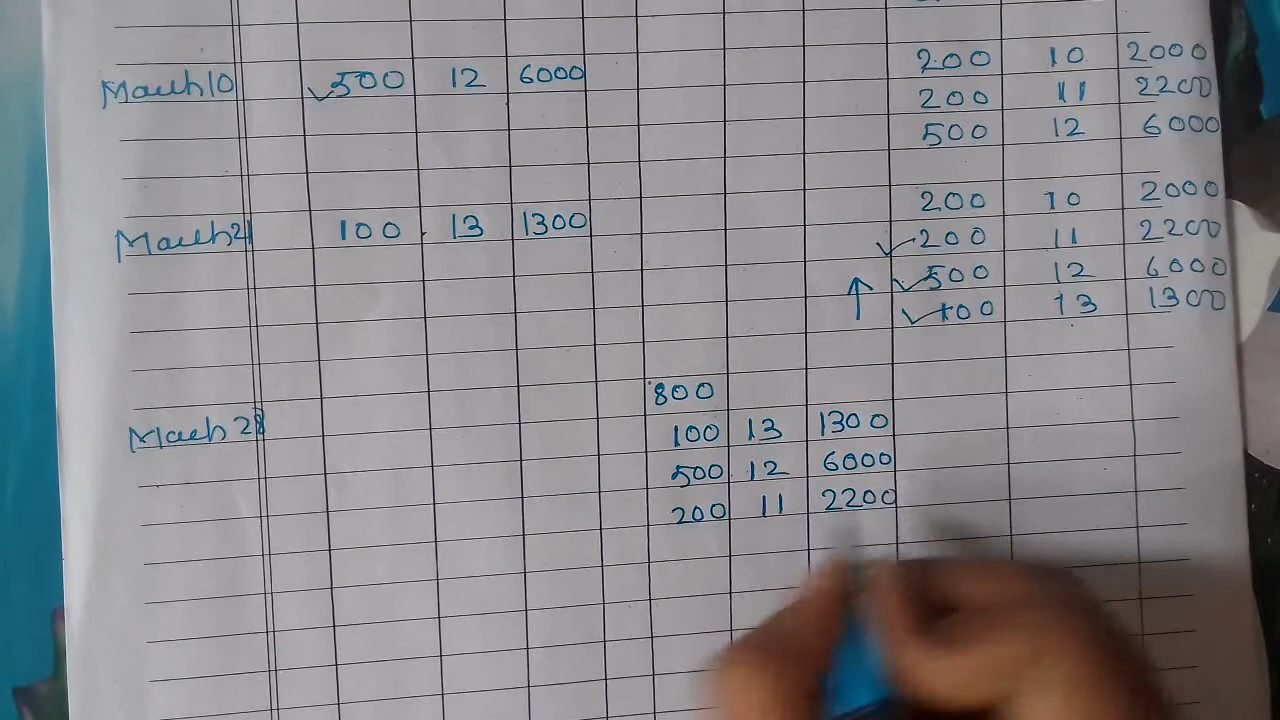 200 10 2000
March 10 500 12 6000 200 11 2200
500 12 6000
200 10 2000
March 21 100 13 1300 200 11 2200
500 12 6000
100 13 1300
800
March 28 100 13 1300
500 12 6000
200 11 2200